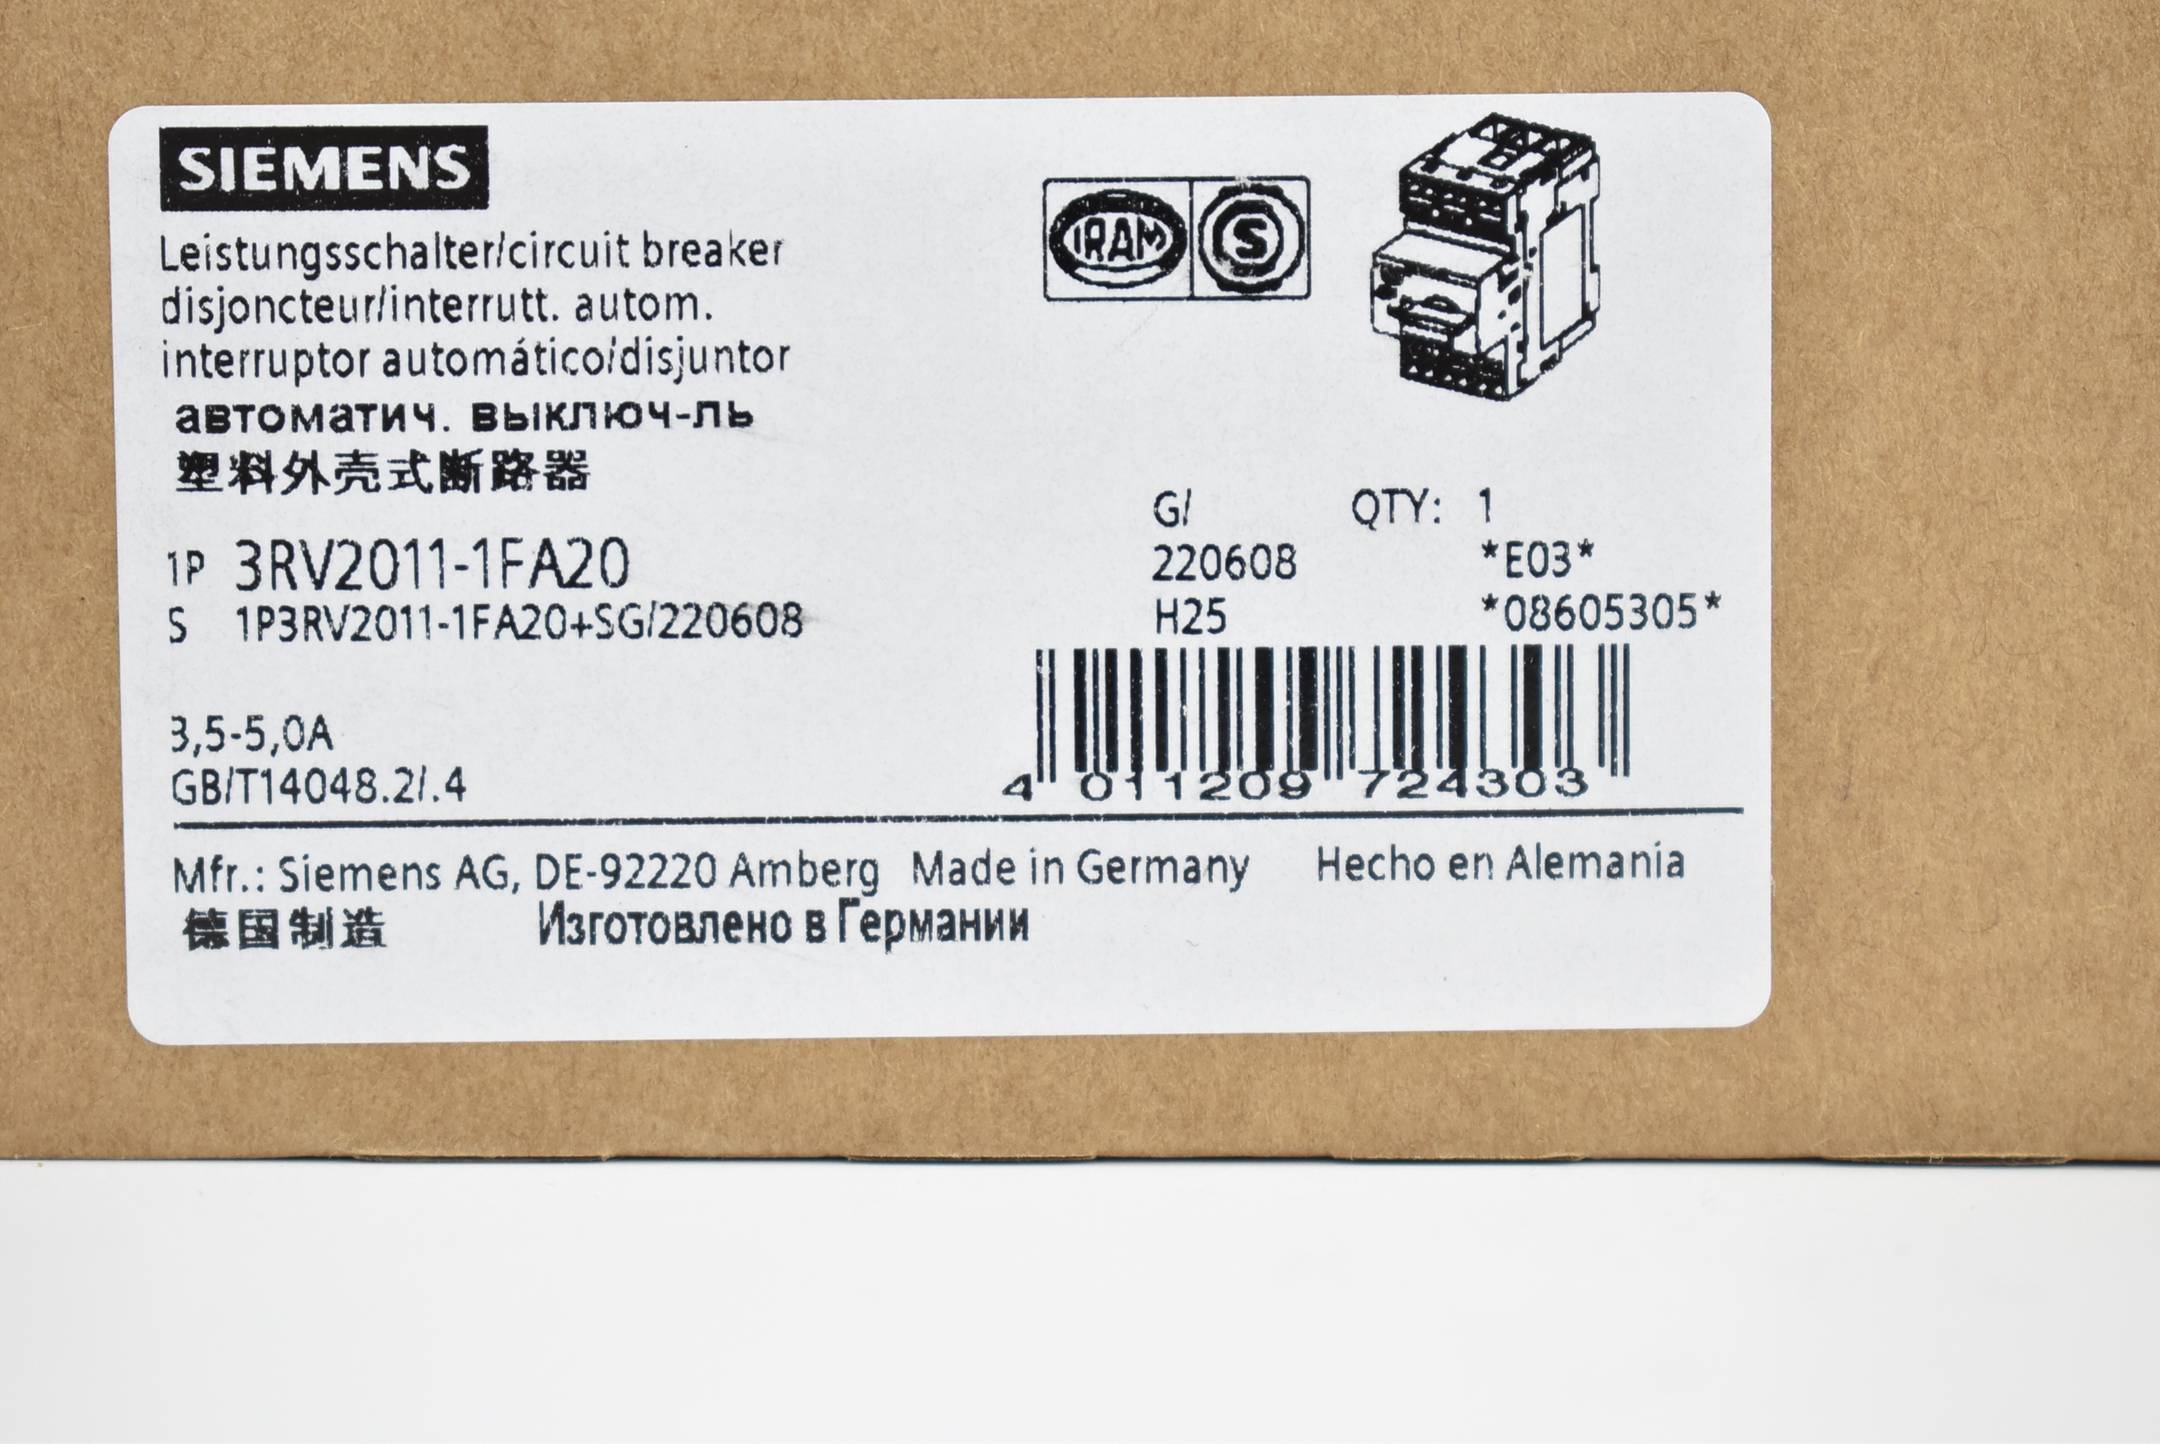 SIEMENS
Leistungsschalter/circuit breaker
disjoncteur/interrutt. autom.
interruptor automático/disjuntor
автоматич. выключ-ль
塑料外壳式断路器
IRAM S
G/ QTY: 1
1P 3RV2011-1FA20 220608 *E03*
S 1P3RV2011-1FA20+SG/220608 H25 *08605305*
3,5-5,0A
GB/T14048.2/.4
4 011209 724303
Mfr.: Siemens AG, DE-92220 Amberg Made in Germany Hecho en Alemania
德国制造 Изготовлено в Германии